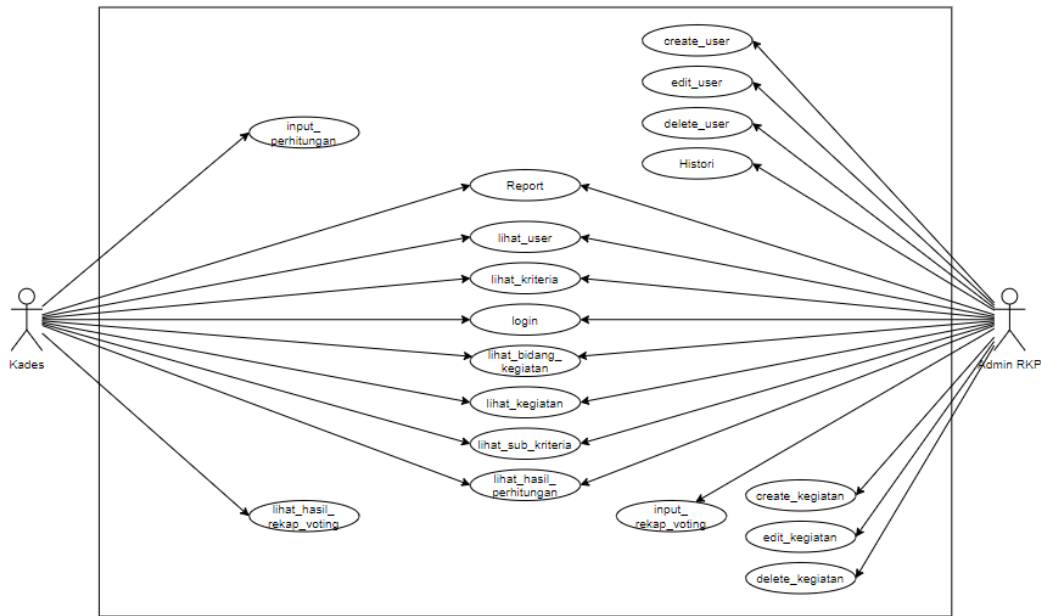 create_user
edit_user
delete_user
Histori
input_
perhitungan
Report
lihat_user
lihat_kriteria
login
lihat_bidang_
kegiatan
lihat_kegiatan
lihat_sub_kriteria
lihat_hasil_
perhitungan
Kades
Admin RKP
lihat_hasil_
rekap_voting
input_
rekap_voting
create_kegiatan
edit_kegiatan
delete_kegiatan